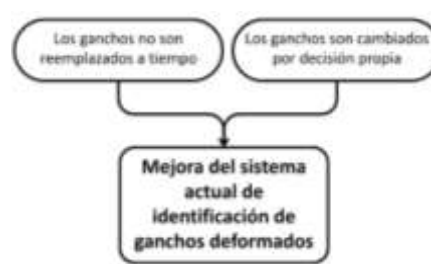 Los ganchos no son
reemplazados a tiempo
Los ganchos son cambiados
por decisión propia
Mejora del sistema
actual de
identificación de
ganchos deformados